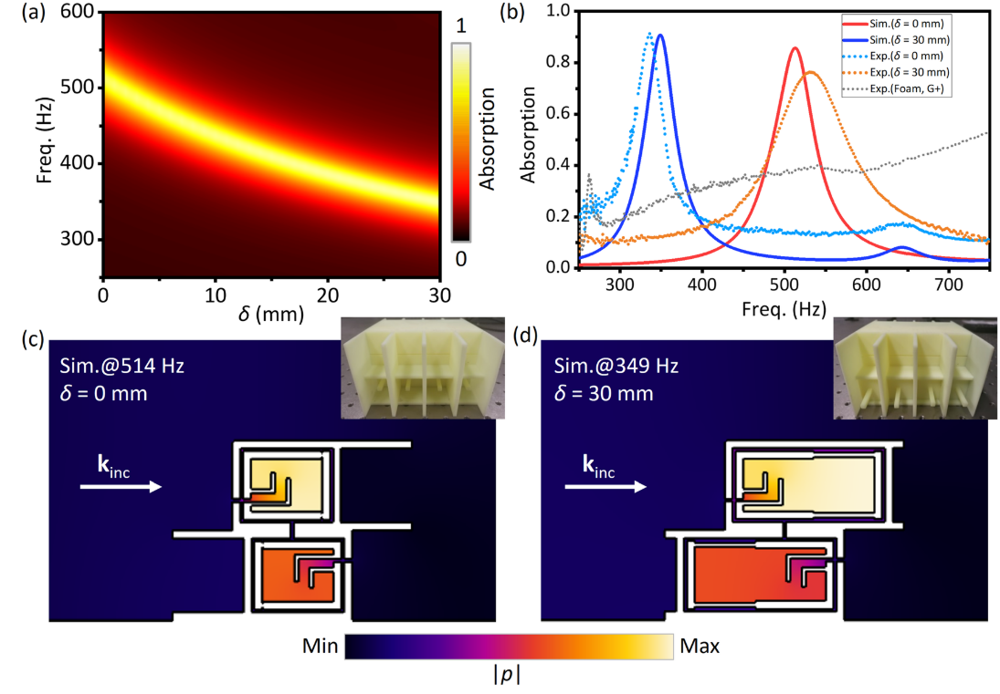 (a)
600
500
400
300
Freq. (Hz)
0
10
20
30
δ (mm)
1
Absorption
0
(b)
1.0
0.8
0.6
0.4
0.2
0.0
Absorption
Sim.(δ = 0 mm)
Sim.(δ = 30 mm)
Exp.(δ = 0 mm)
Exp.(δ = 30 mm)
Exp.(Foam, G+)
300
400
500
600
700
Freq. (Hz)
(c)
Sim.@514 Hz
δ = 0 mm
kinc
(d)
Sim.@349 Hz
δ = 30 mm
kinc
Min
Max
|p|